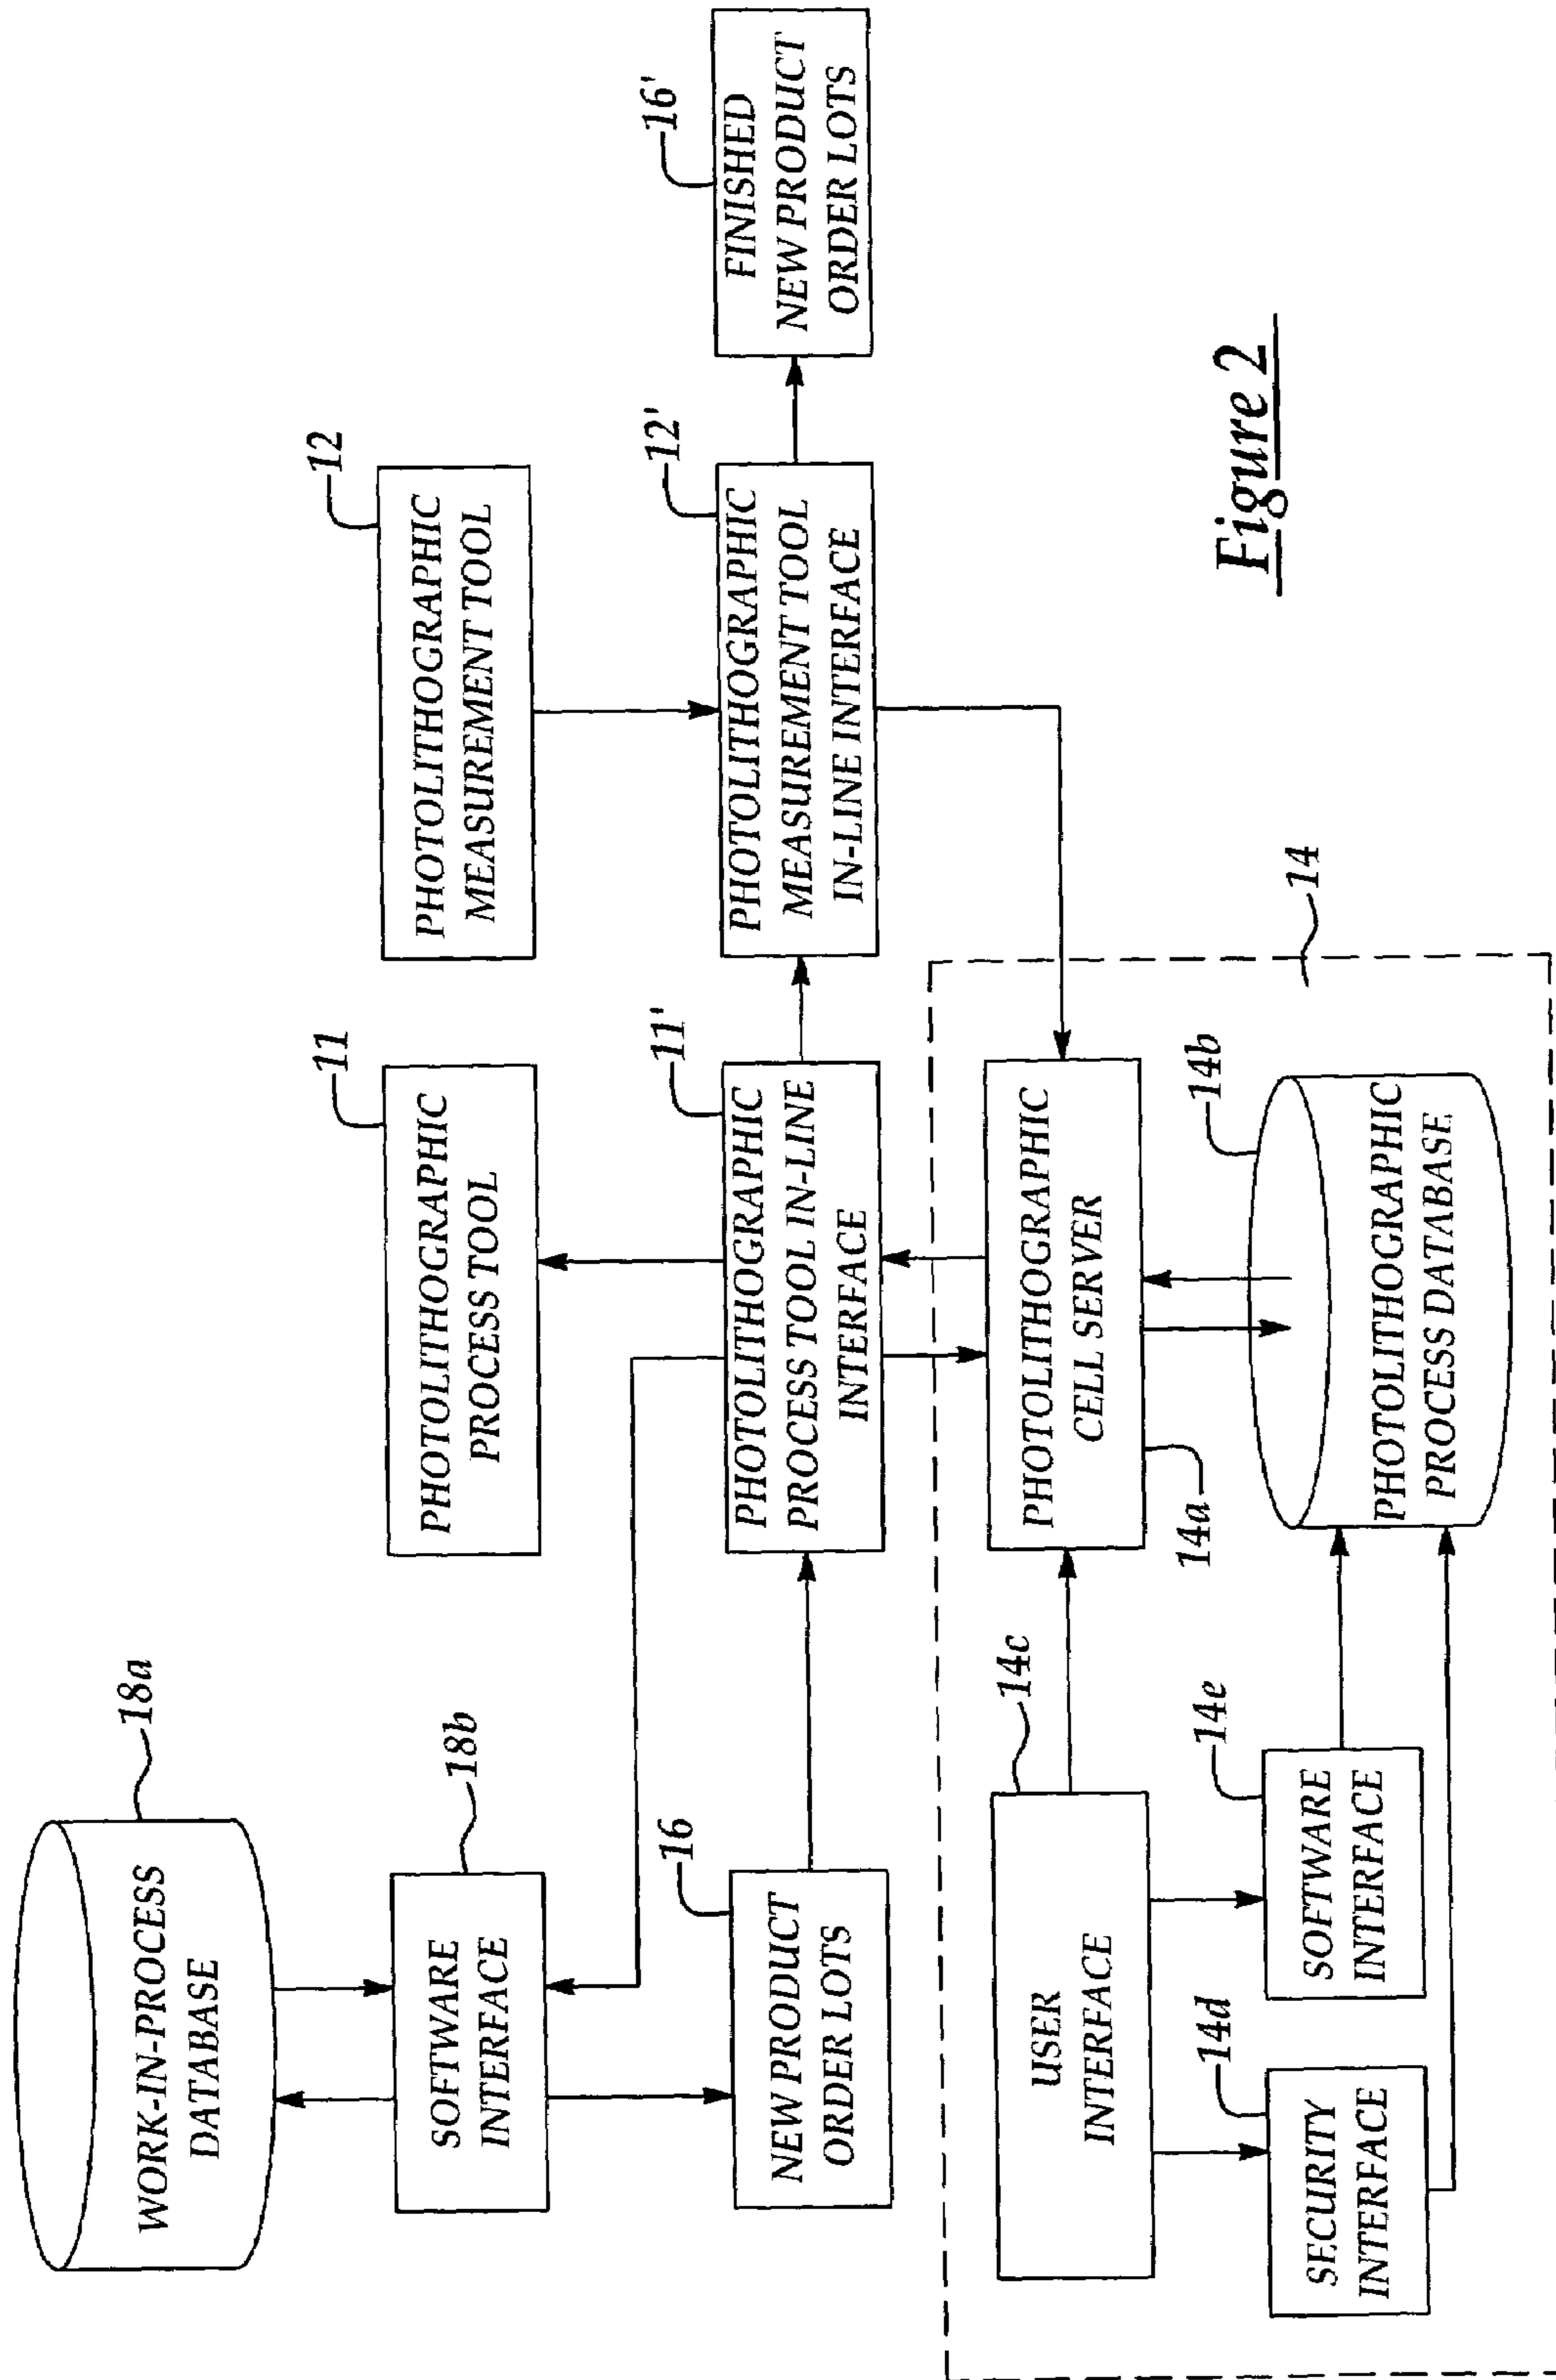 18a
WORK-IN-PROCESS
DATABASE
18b
SOFTWARE
INTERFACE
11
PHOTOLITHOGRAPHIC
PROCESS TOOL
12
PHOTOLITHOGRAPHIC
MEASUREMENT TOOL
16
NEW PRODUCT
ORDER LOTS
11'
PHOTOLITHOGRAPHIC
PROCESS TOOL IN-LINE
INTERFACE
12'
PHOTOLITHOGRAPHIC
MEASUREMENT TOOL
IN-LINE INTERFACE
16'
FINISHED
NEW PRODUCT
ORDER LOTS
14
14c
USER
INTERFACE
PHOTOLITHOGRAPHIC
CELL SERVER
14a
14d
SECURITY
INTERFACE
14e
SOFTWARE
INTERFACE
14b
PHOTOLITHOGRAPHIC
PROCESS DATABASE
Figure 2